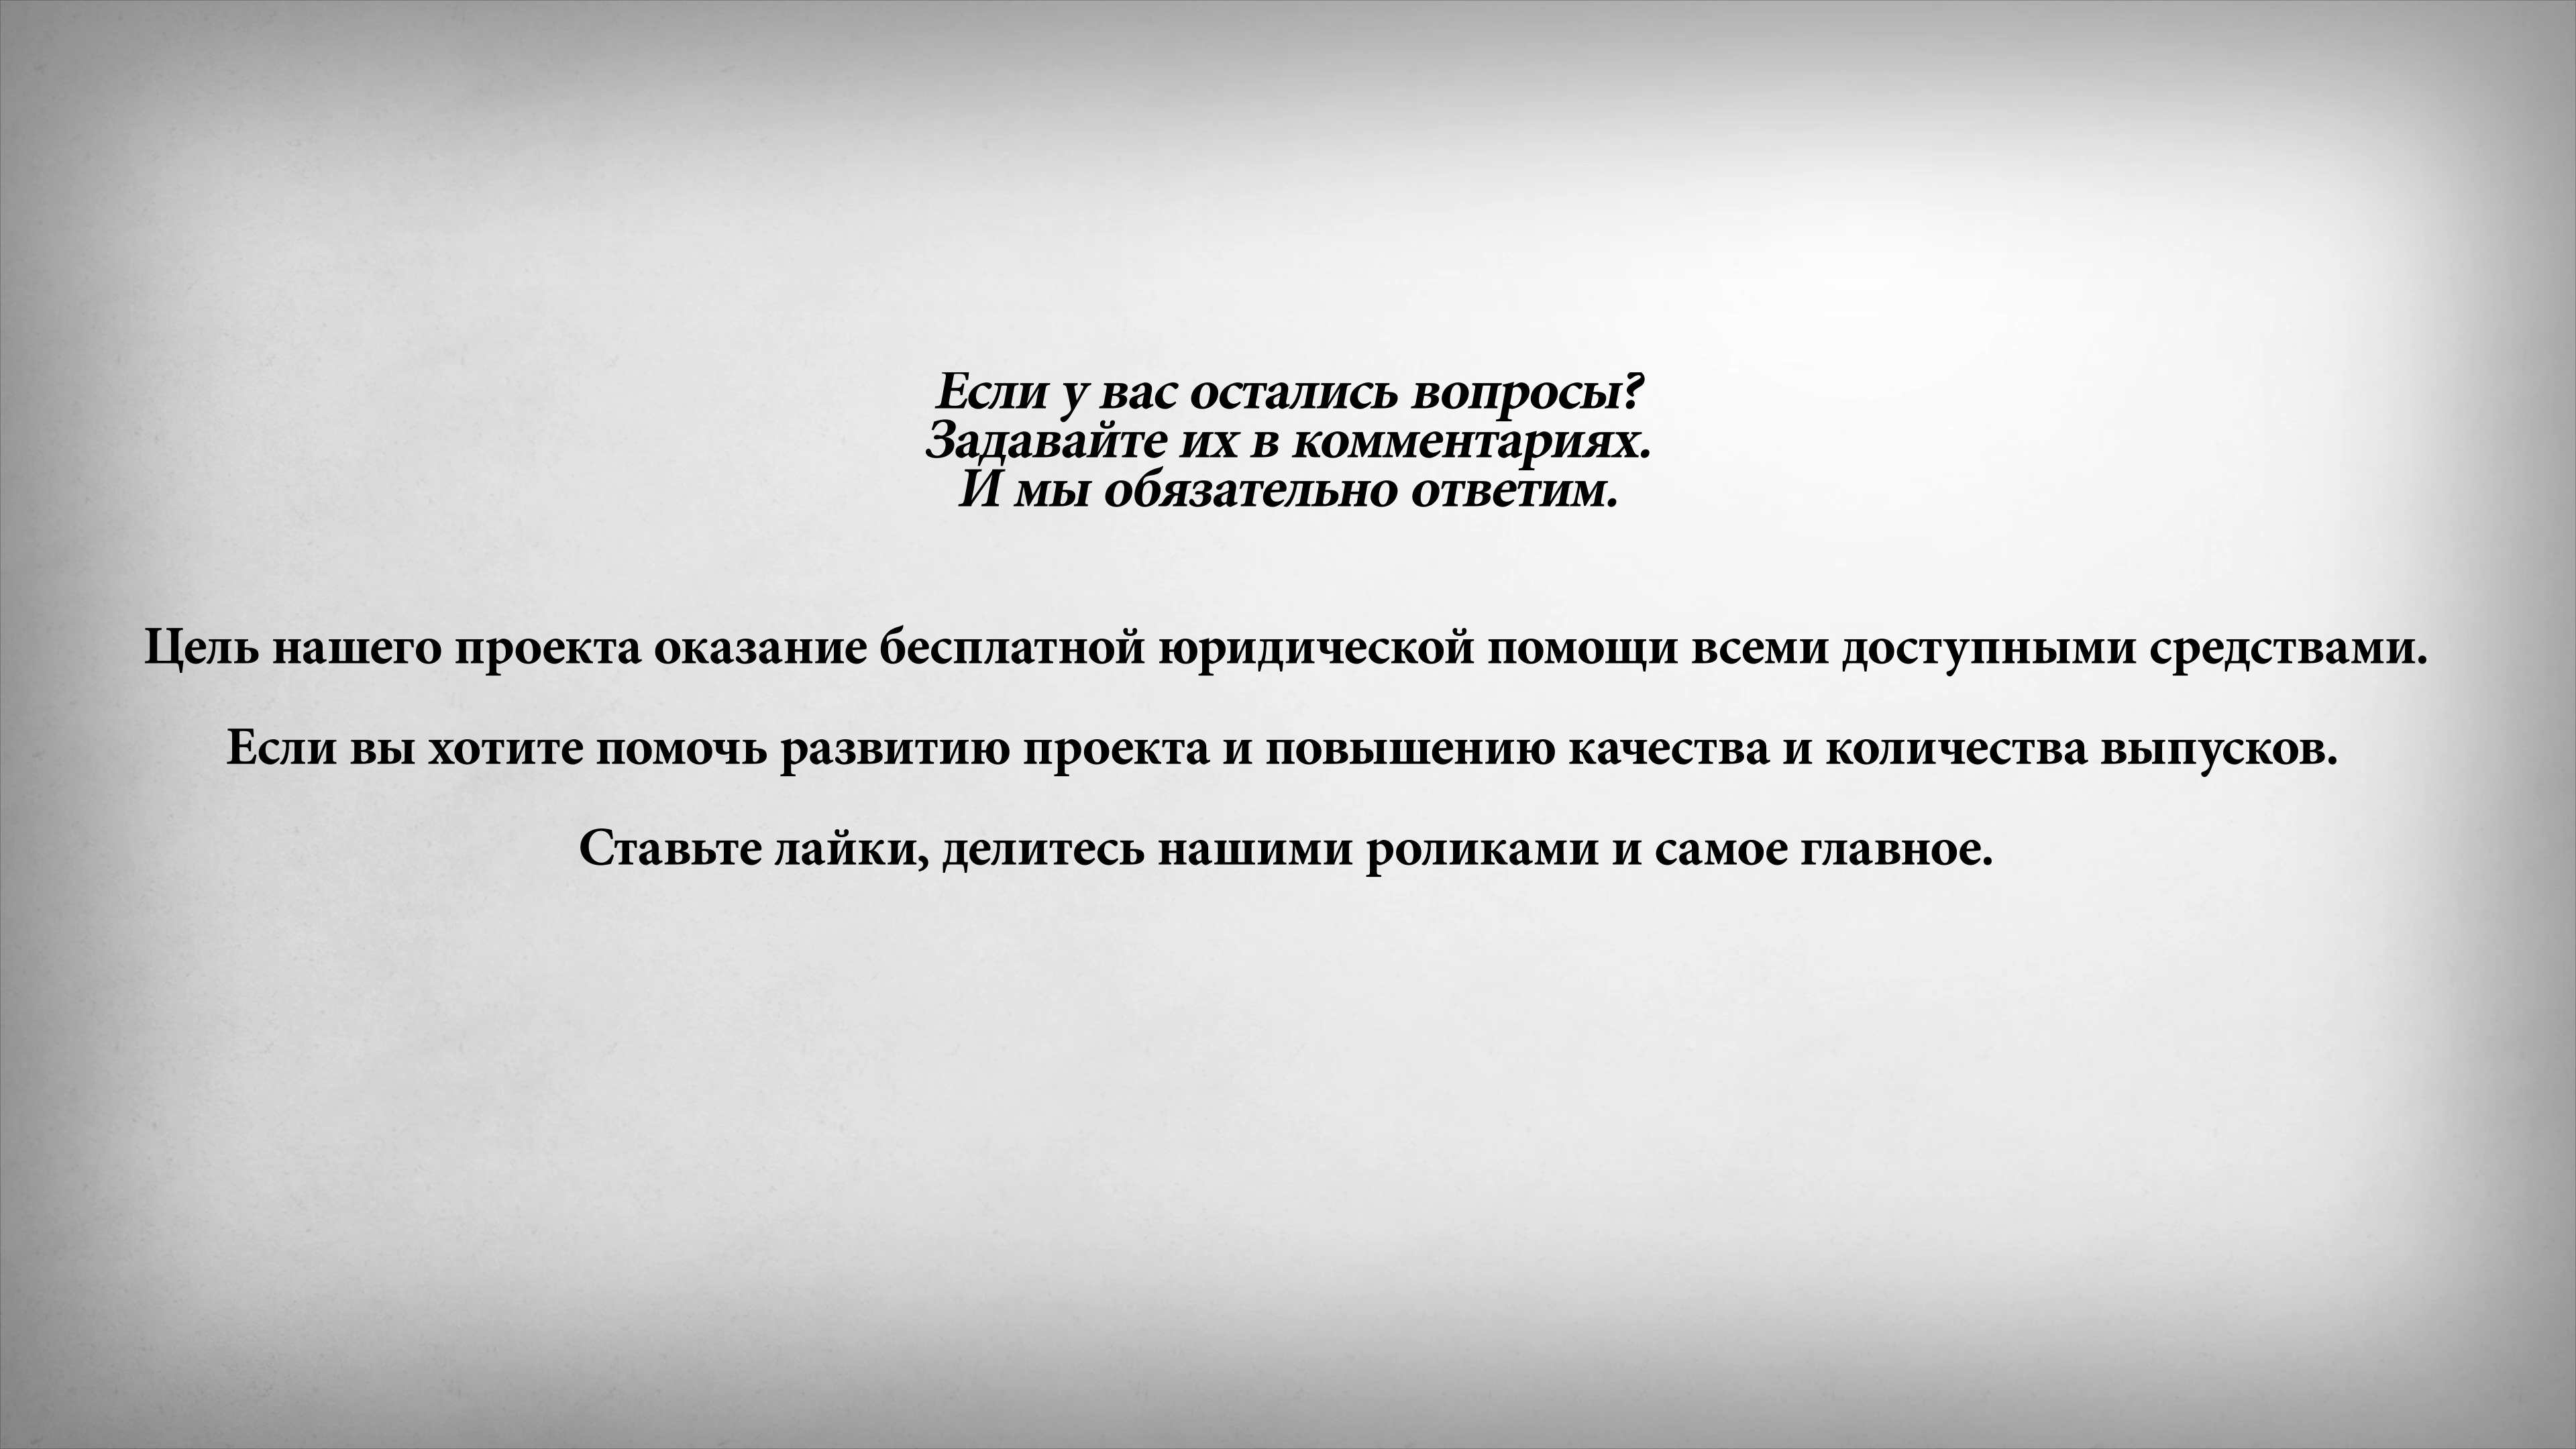 Если у вас остались вопросы?
Задавайте их в комментариях.
И мы обязательно ответим.
Цель нашего проекта оказание бесплатной юридической помощи всеми доступными средствами.
Если вы хотите помочь развитию проекта и повышению качества и количества выпусков.
Ставьте лайки, делитесь нашими роликами и самое главное.